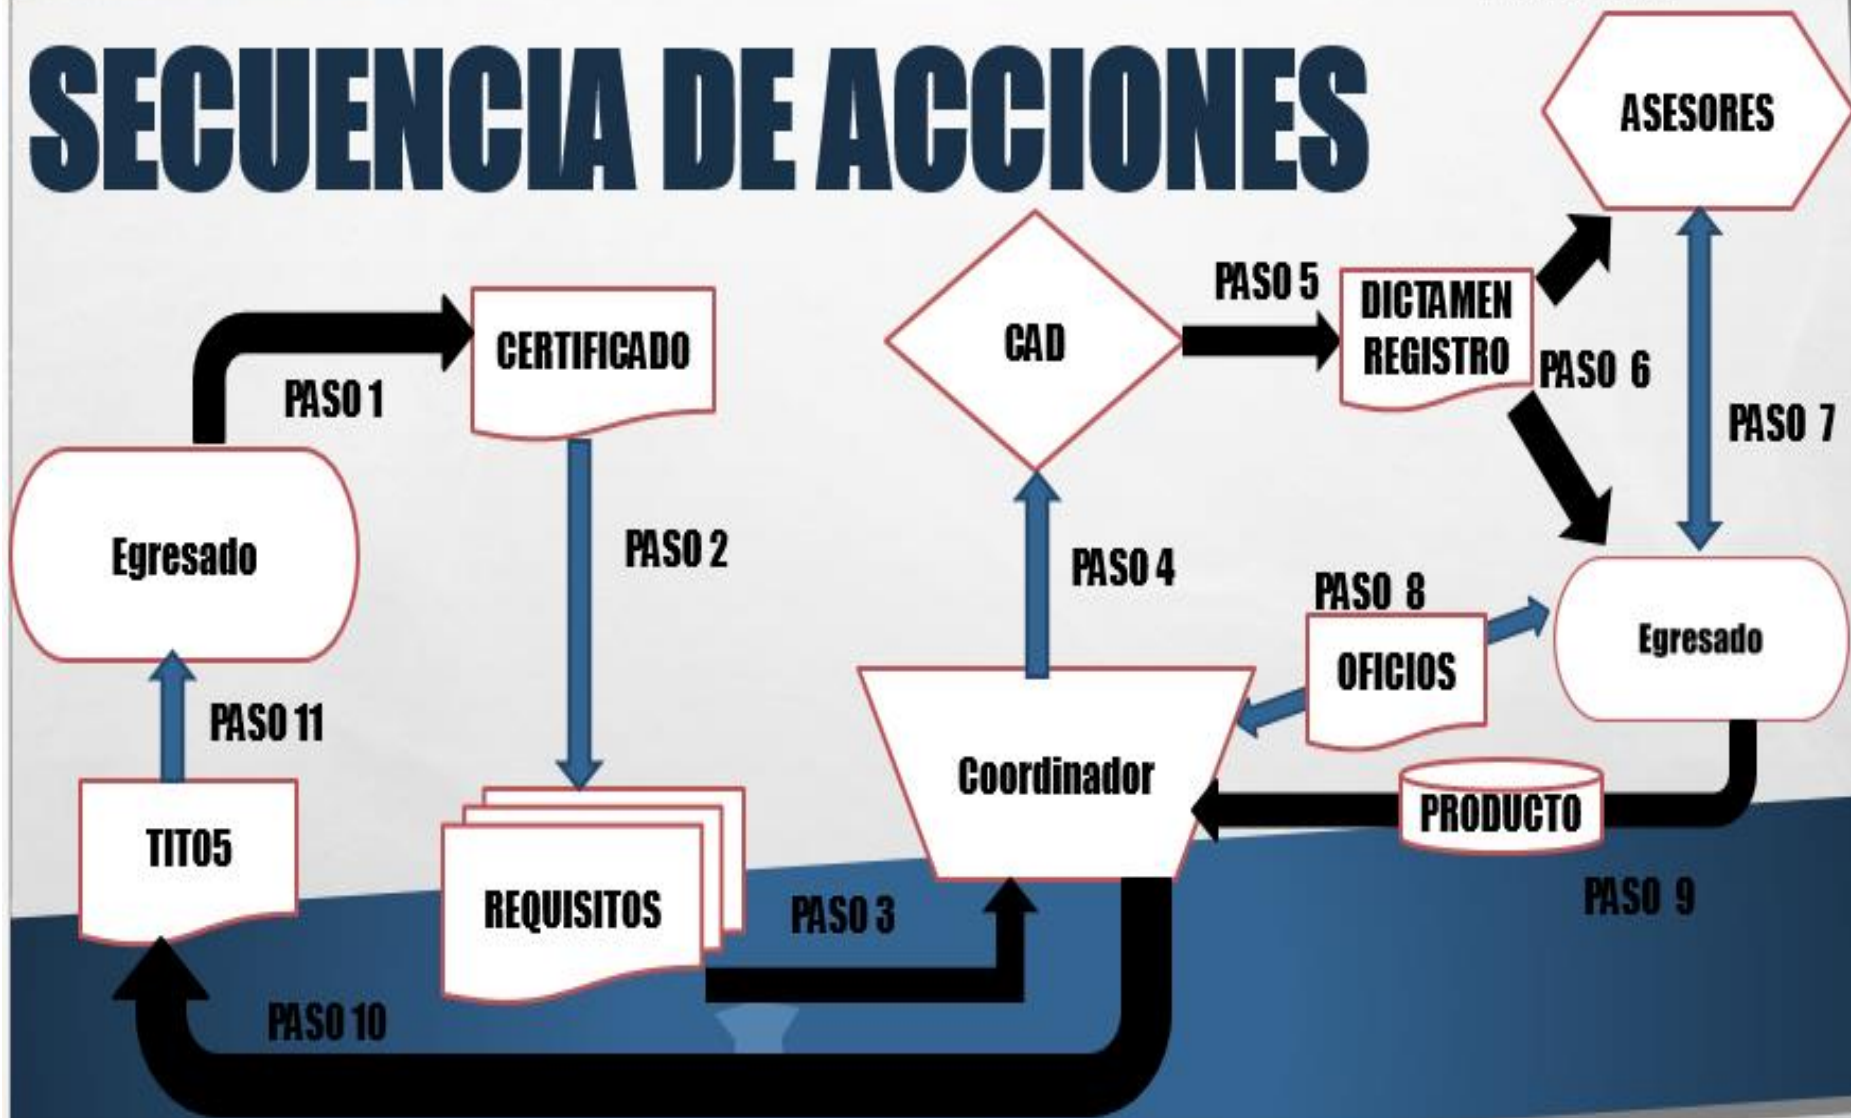 SECUENCIA DE ACCIONES
ASESORES
PASO 5
DICTAMEN
REGISTRO
CAD
CERTIFICADO
PASO 1
PASO 6
PASO 7
Egresado
PASO 2
PASO 4
PASO 8
OFICIOS
Egresado
PASO 11
Coordinador
PRODUCTO
TIT05
REQUISITOS
PASO 3
PASO 9
PASO 10